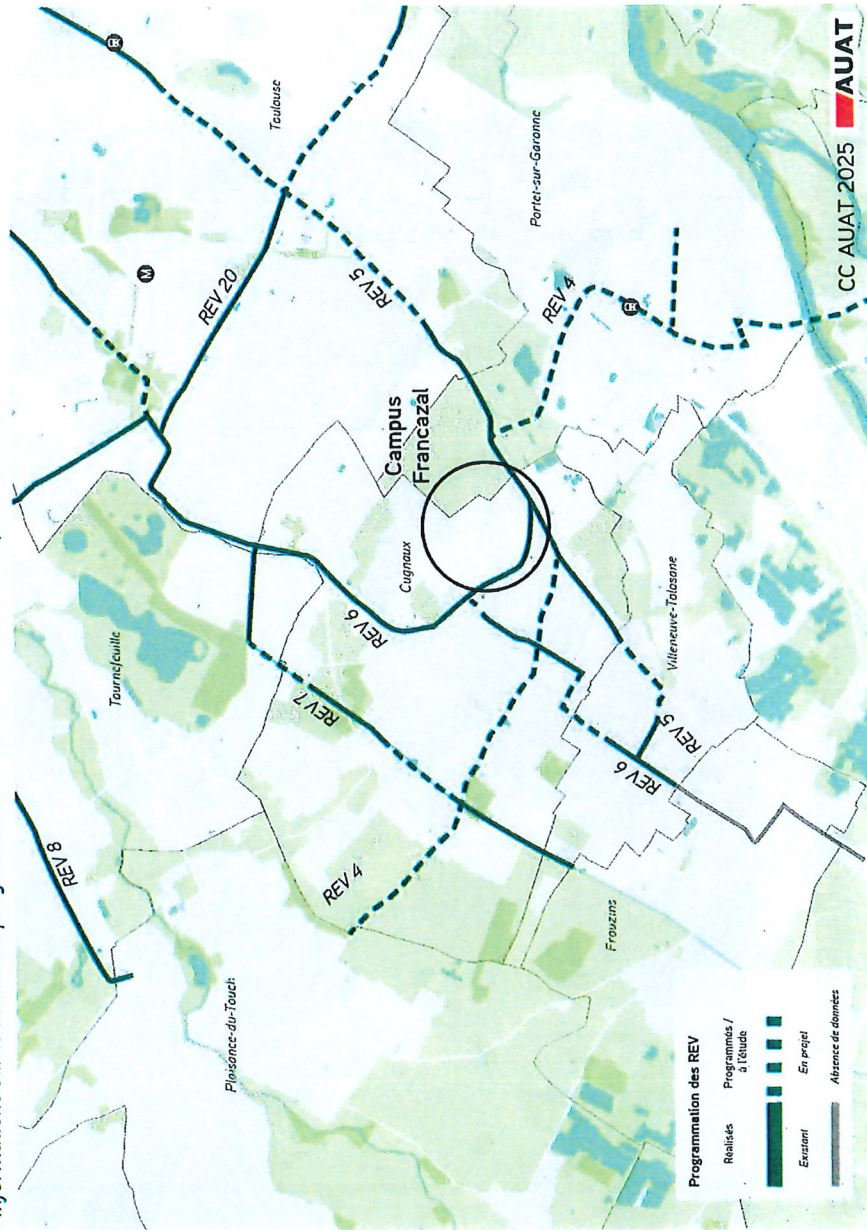 Toulouse
M
REV 20
REV 5
Portet-sur-Garonne
REV 4
Campus
Francazal
Cugnaux
Tournefeuille
REV 6
REV 7
Villeneuve-Tolosane
REV 5
REV 6
REV 8
REV 4
Plaisance-du-Touch
Frouzins
Programmation des REV
Réalisés
Programmés /
à l'étude
Existant
En projet
Absence de données
CC AUAT 2025
AUAT